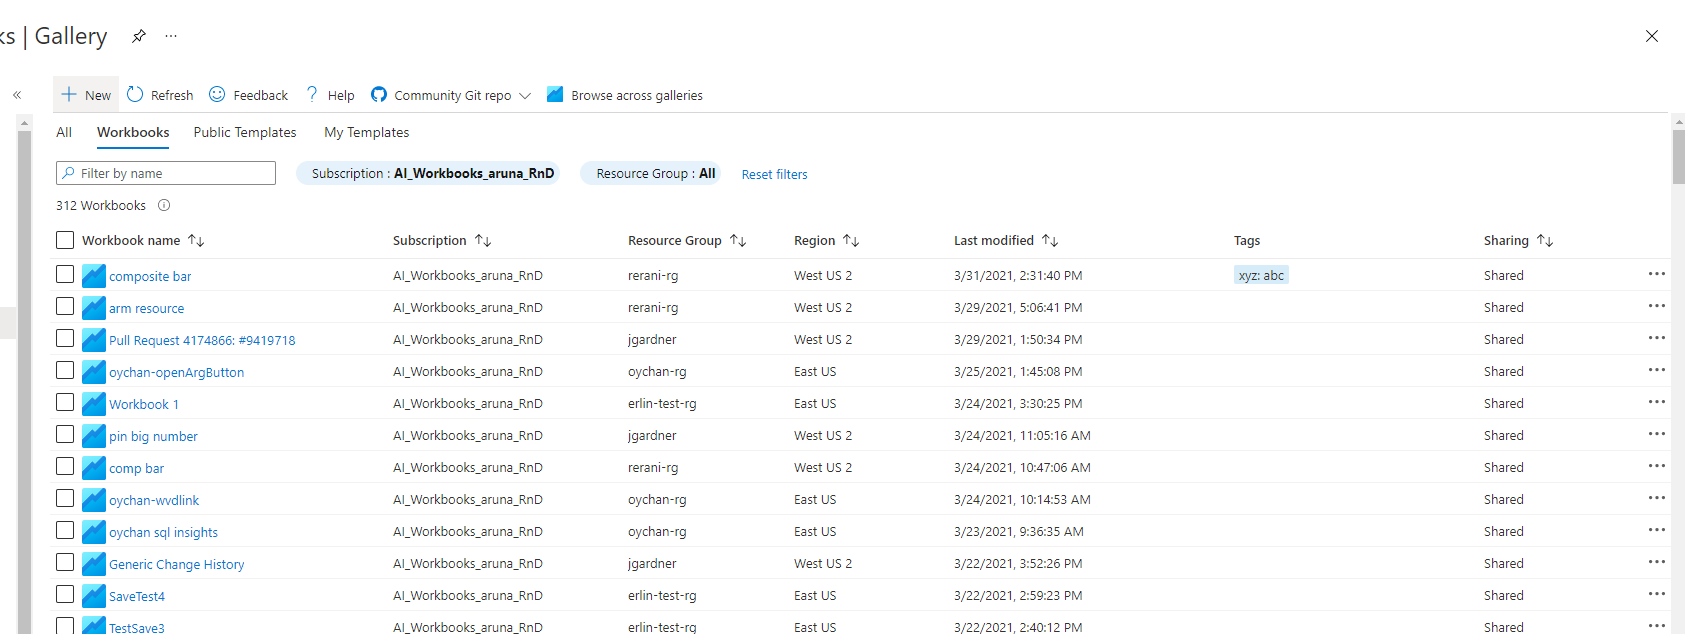 ks | Gallery
New Refresh Feedback Help Community Git repo Browse across galleries
All Workbooks Public Templates My Templates
Filter by name Subscription : AI_Workbooks_aruna_RnD Resource Group : All Reset filters
312 Workbooks
Workbook name Subscription Resource Group Region Last modified Tags Sharing
composite bar AI_Workbooks_aruna_RnD rerani-rg West US 2 3/31/2021, 2:31:40 PM xyz: abc Shared
arm resource AI_Workbooks_aruna_RnD rerani-rg West US 2 3/29/2021, 5:06:41 PM Shared
Pull Request 4174866: #9419718 AI_Workbooks_aruna_RnD jgardner West US 2 3/29/2021, 1:50:34 PM Shared
oychan-openArgButton AI_Workbooks_aruna_RnD oychan-rg East US 3/25/2021, 1:45:08 PM Shared
Workbook 1 AI_Workbooks_aruna_RnD erlin-test-rg East US 3/24/2021, 3:30:25 PM Shared
pin big number AI_Workbooks_aruna_RnD jgardner West US 2 3/24/2021, 11:05:16 AM Shared
comp bar AI_Workbooks_aruna_RnD rerani-rg West US 2 3/24/2021, 10:47:06 AM Shared
oychan-wvdlink AI_Workbooks_aruna_RnD oychan-rg East US 3/24/2021, 10:14:53 AM Shared
oychan sql insights AI_Workbooks_aruna_RnD oychan-rg East US 3/23/2021, 9:36:35 AM Shared
Generic Change History AI_Workbooks_aruna_RnD jgardner West US 2 3/22/2021, 3:52:26 PM Shared
SaveTest4 AI_Workbooks_aruna_RnD erlin-test-rg East US 3/22/2021, 2:59:23 PM Shared
TestSave3 AI_Workbooks_aruna_RnD erlin-test-rg East US 3/22/2021, 2:40:12 PM Shared